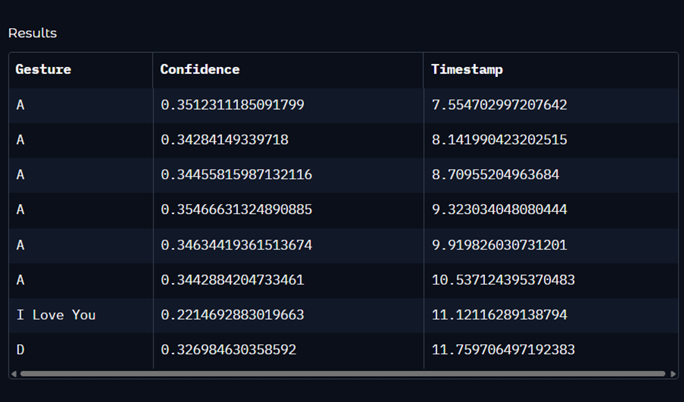 Results
Gesture Confidence Timestamp
A 0.3512311185091799 7.554702997207642
A 0.34284149339718 8.141990423202515
A 0.34455815987132116 8.70955204963684
A 0.35466631324890885 9.323034048080444
A 0.34634419361513674 9.919826030731201
A 0.3442884204733461 10.537124395370483
I Love You 0.2214692883019663 11.12116289138794
D 0.326984630358592 11.759706497192383